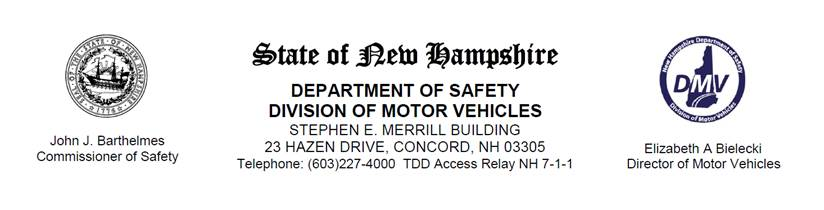 SEAL OF THE STATE OF NEW HAMPSHIRE
1776
John J. Barthelmes
Commissioner of Safety
State of New Hampshire
DEPARTMENT OF SAFETY
DIVISION OF MOTOR VEHICLES
STEPHEN E. MERRILL BUILDING
23 HAZEN DRIVE, CONCORD, NH 03305
Telephone: (603)227-4000 TDD Access Relay NH 7-1-1
New Hampshire Department of Safety
DMV
Division of Motor Vehicles
Elizabeth A Bielecki
Director of Motor Vehicles